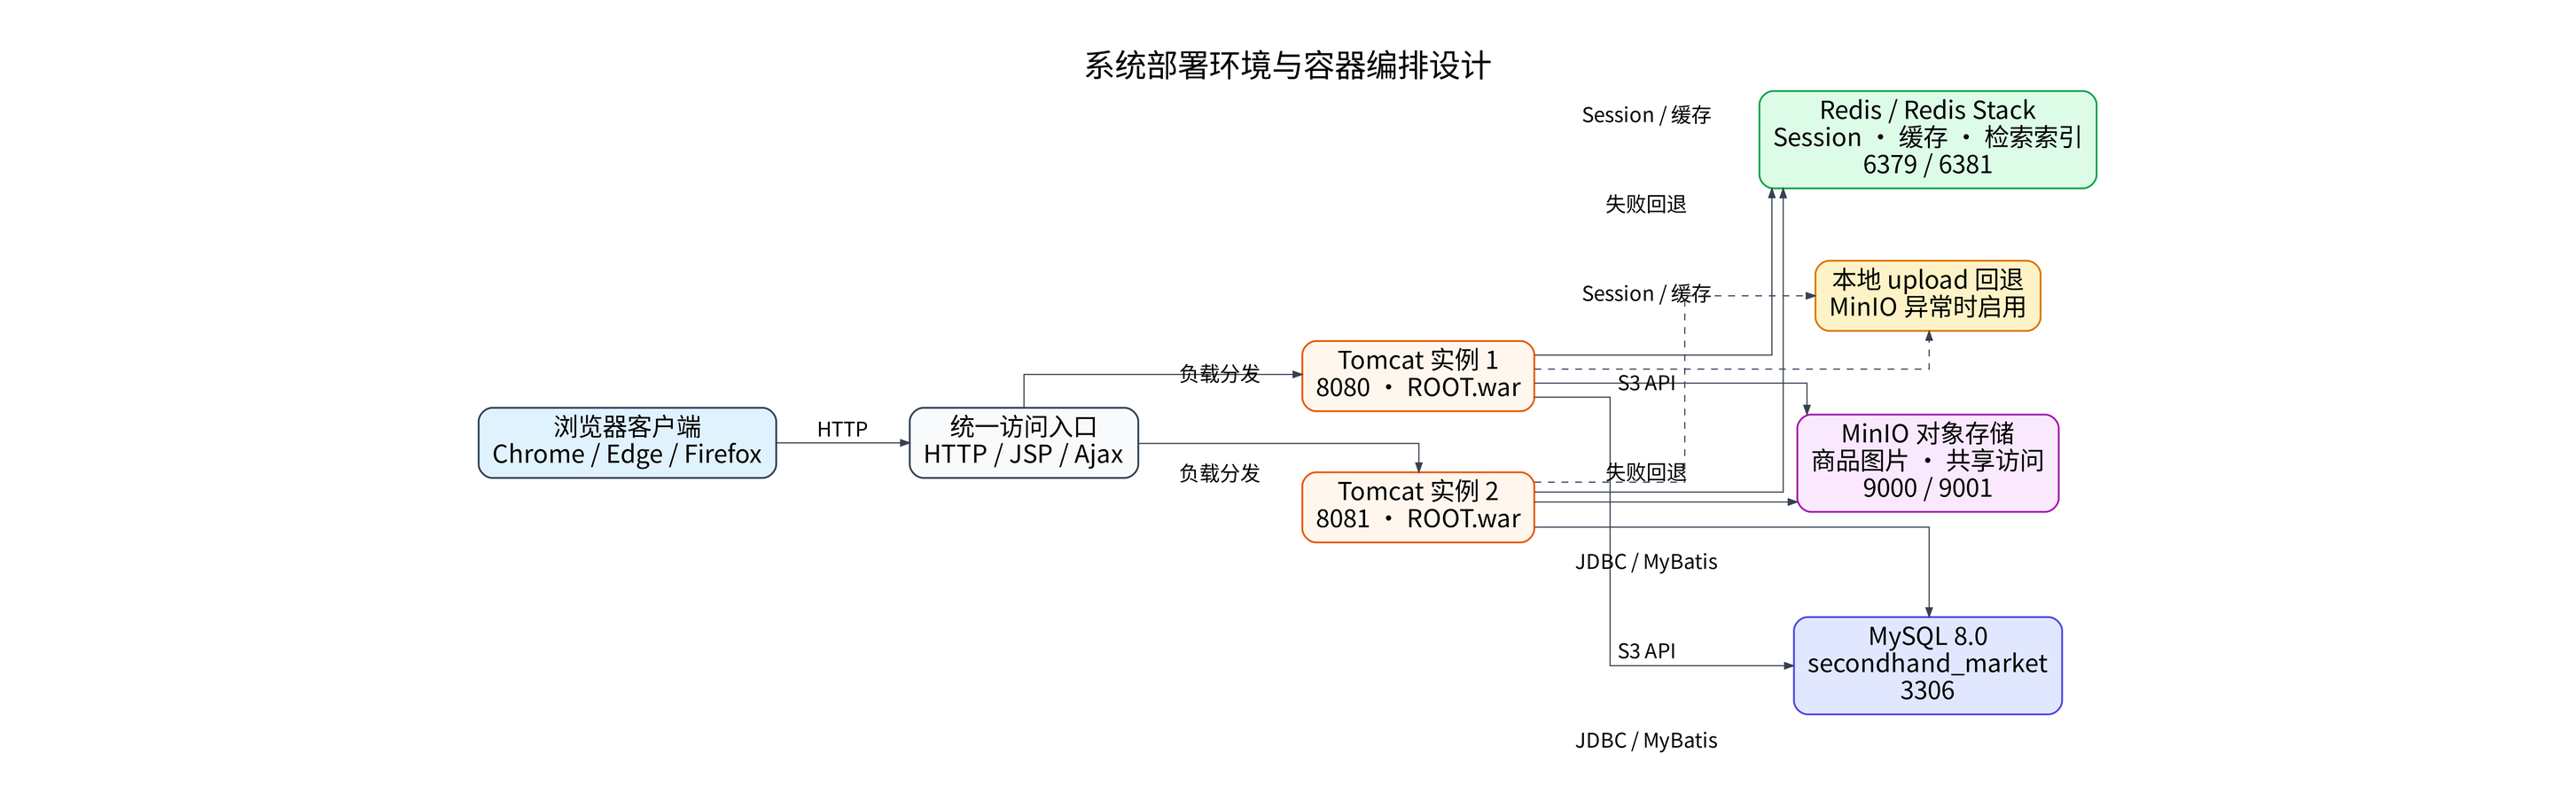 系统部署环境与容器编排设计
Session / 缓存
Redis / Redis Stack
Session • 缓存 • 检索索引
6379 / 6381
失败回退
Session / 缓存
本地 upload 回退
MinIO 异常时启用
负载分发
Tomcat 实例 1
8080 • ROOT.war
S3 API
浏览器客户端
Chrome / Edge / Firefox
HTTP
统一访问入口
HTTP / JSP / Ajax
MinIO 对象存储
商品图片 • 共享访问
9000 / 9001
负载分发
Tomcat 实例 2
8081 • ROOT.war
失败回退
JDBC / MyBatis
S3 API
MySQL 8.0
secondhand_market
3306
JDBC / MyBatis